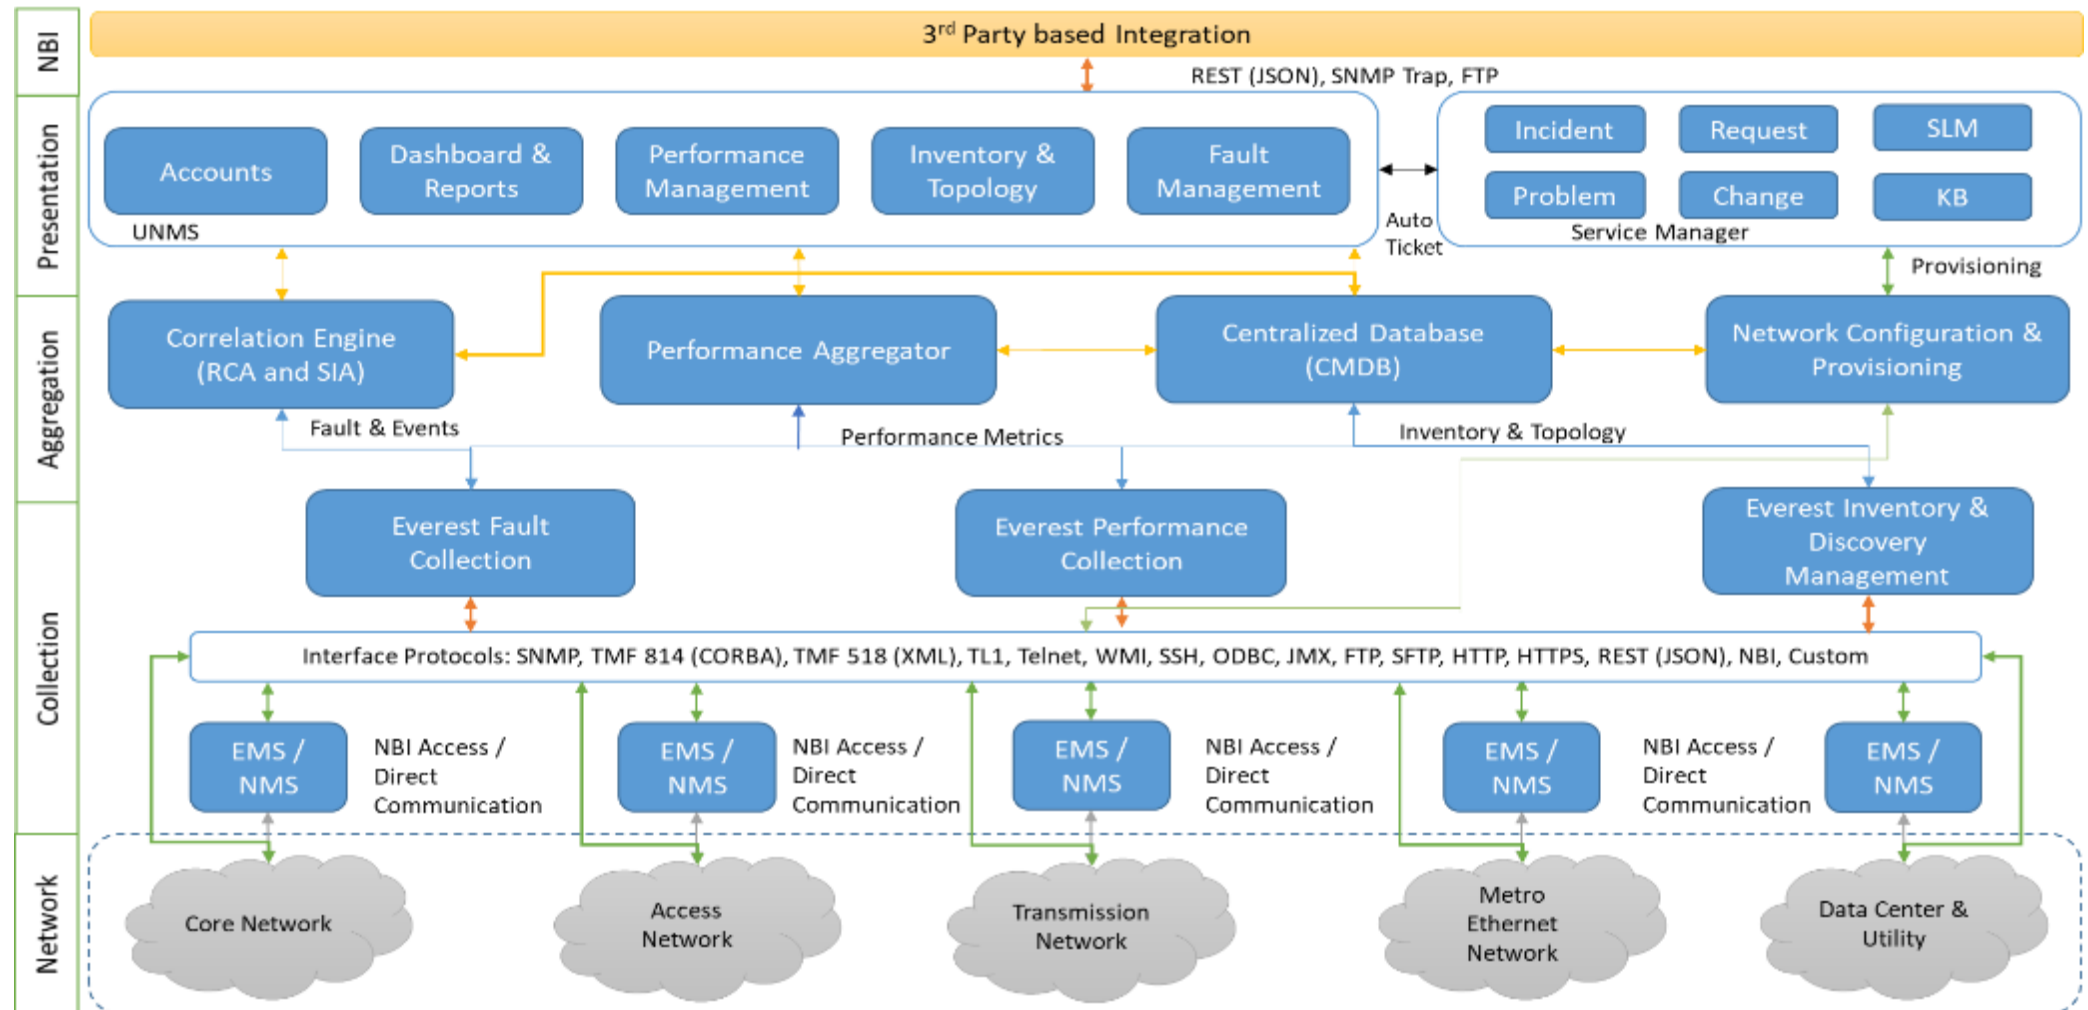 NBI
3rd Party based Integration
REST (JSON), SNMP Trap, FTP
Presentation
Accounts
Dashboard &
Reports
Performance
Management
Inventory &
Topology
Fault
Management
UNMS
Auto
Ticket
Incident
Request
SLM
Problem
Change
KB
Service Manager
Provisioning
Aggregation
Correlation Engine
(RCA and SIA)
Performance Aggregator
Centralized Database
(CMDB)
Network Configuration &
Provisioning
Fault & Events
Performance Metrics
Inventory & Topology
Collection
Everest Fault
Collection
Everest Performance
Collection
Everest Inventory &
Discovery
Management
Interface Protocols: SNMP, TMF 814 (CORBA), TMF 518 (XML), TL1, Telnet, WMI, SSH, ODBC, JMX, FTP, SFTP, HTTP, HTTPS, REST (JSON), NBI, Custom
EMS /
NMS
NBI Access /
Direct
Communication
EMS /
NMS
NBI Access /
Direct
Communication
EMS /
NMS
NBI Access /
Direct
Communication
EMS /
NMS
NBI Access /
Direct
Communication
EMS /
NMS
Network
Core Network
Access
Network
Transmission
Network
Metro
Ethernet
Network
Data Center &
Utility